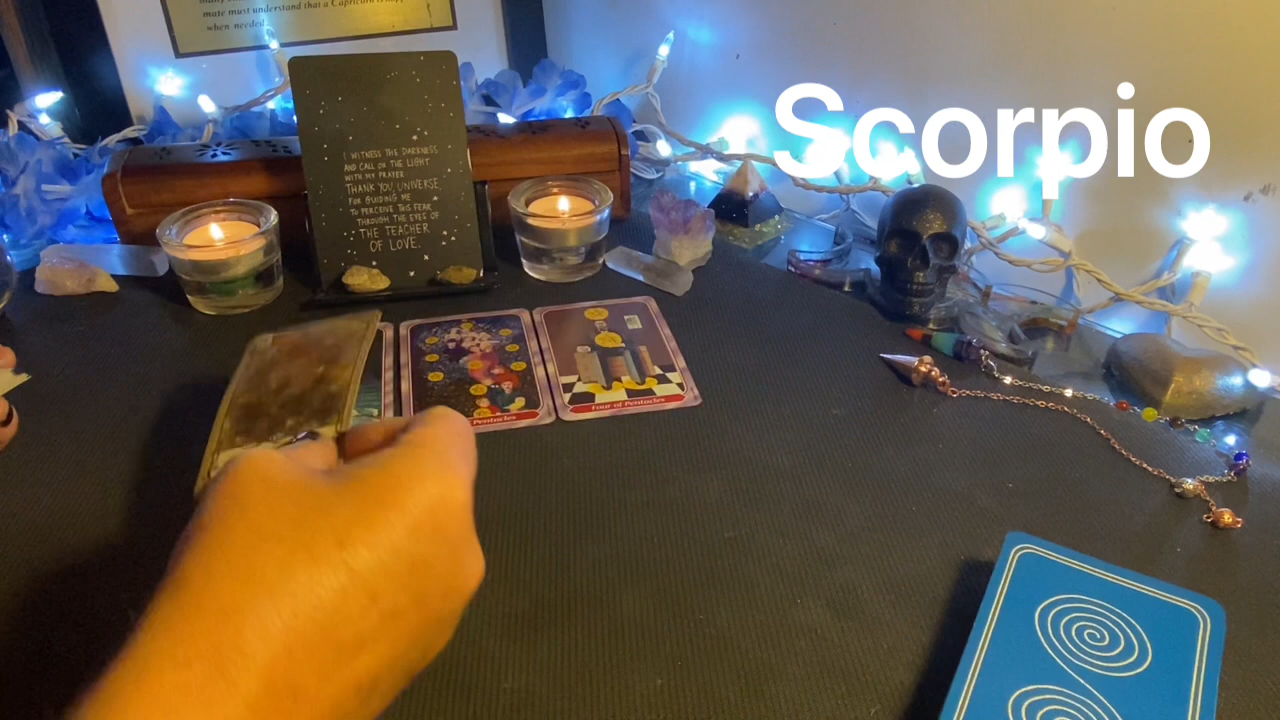 mate must understand that a Capricorn is
when needed.
Scorpio
I WITNESS THE DARKNESS
AND CALL ON THE LIGHT
WITH MY PRAYER
THANK YOU, UNIVERSE,
FOR GUIDING ME
TO PERCEIVE THIS FEAR
THROUGH THE EYES OF
THE TEACHER
OF LOVE.
Pentacles
Four of Pentacles